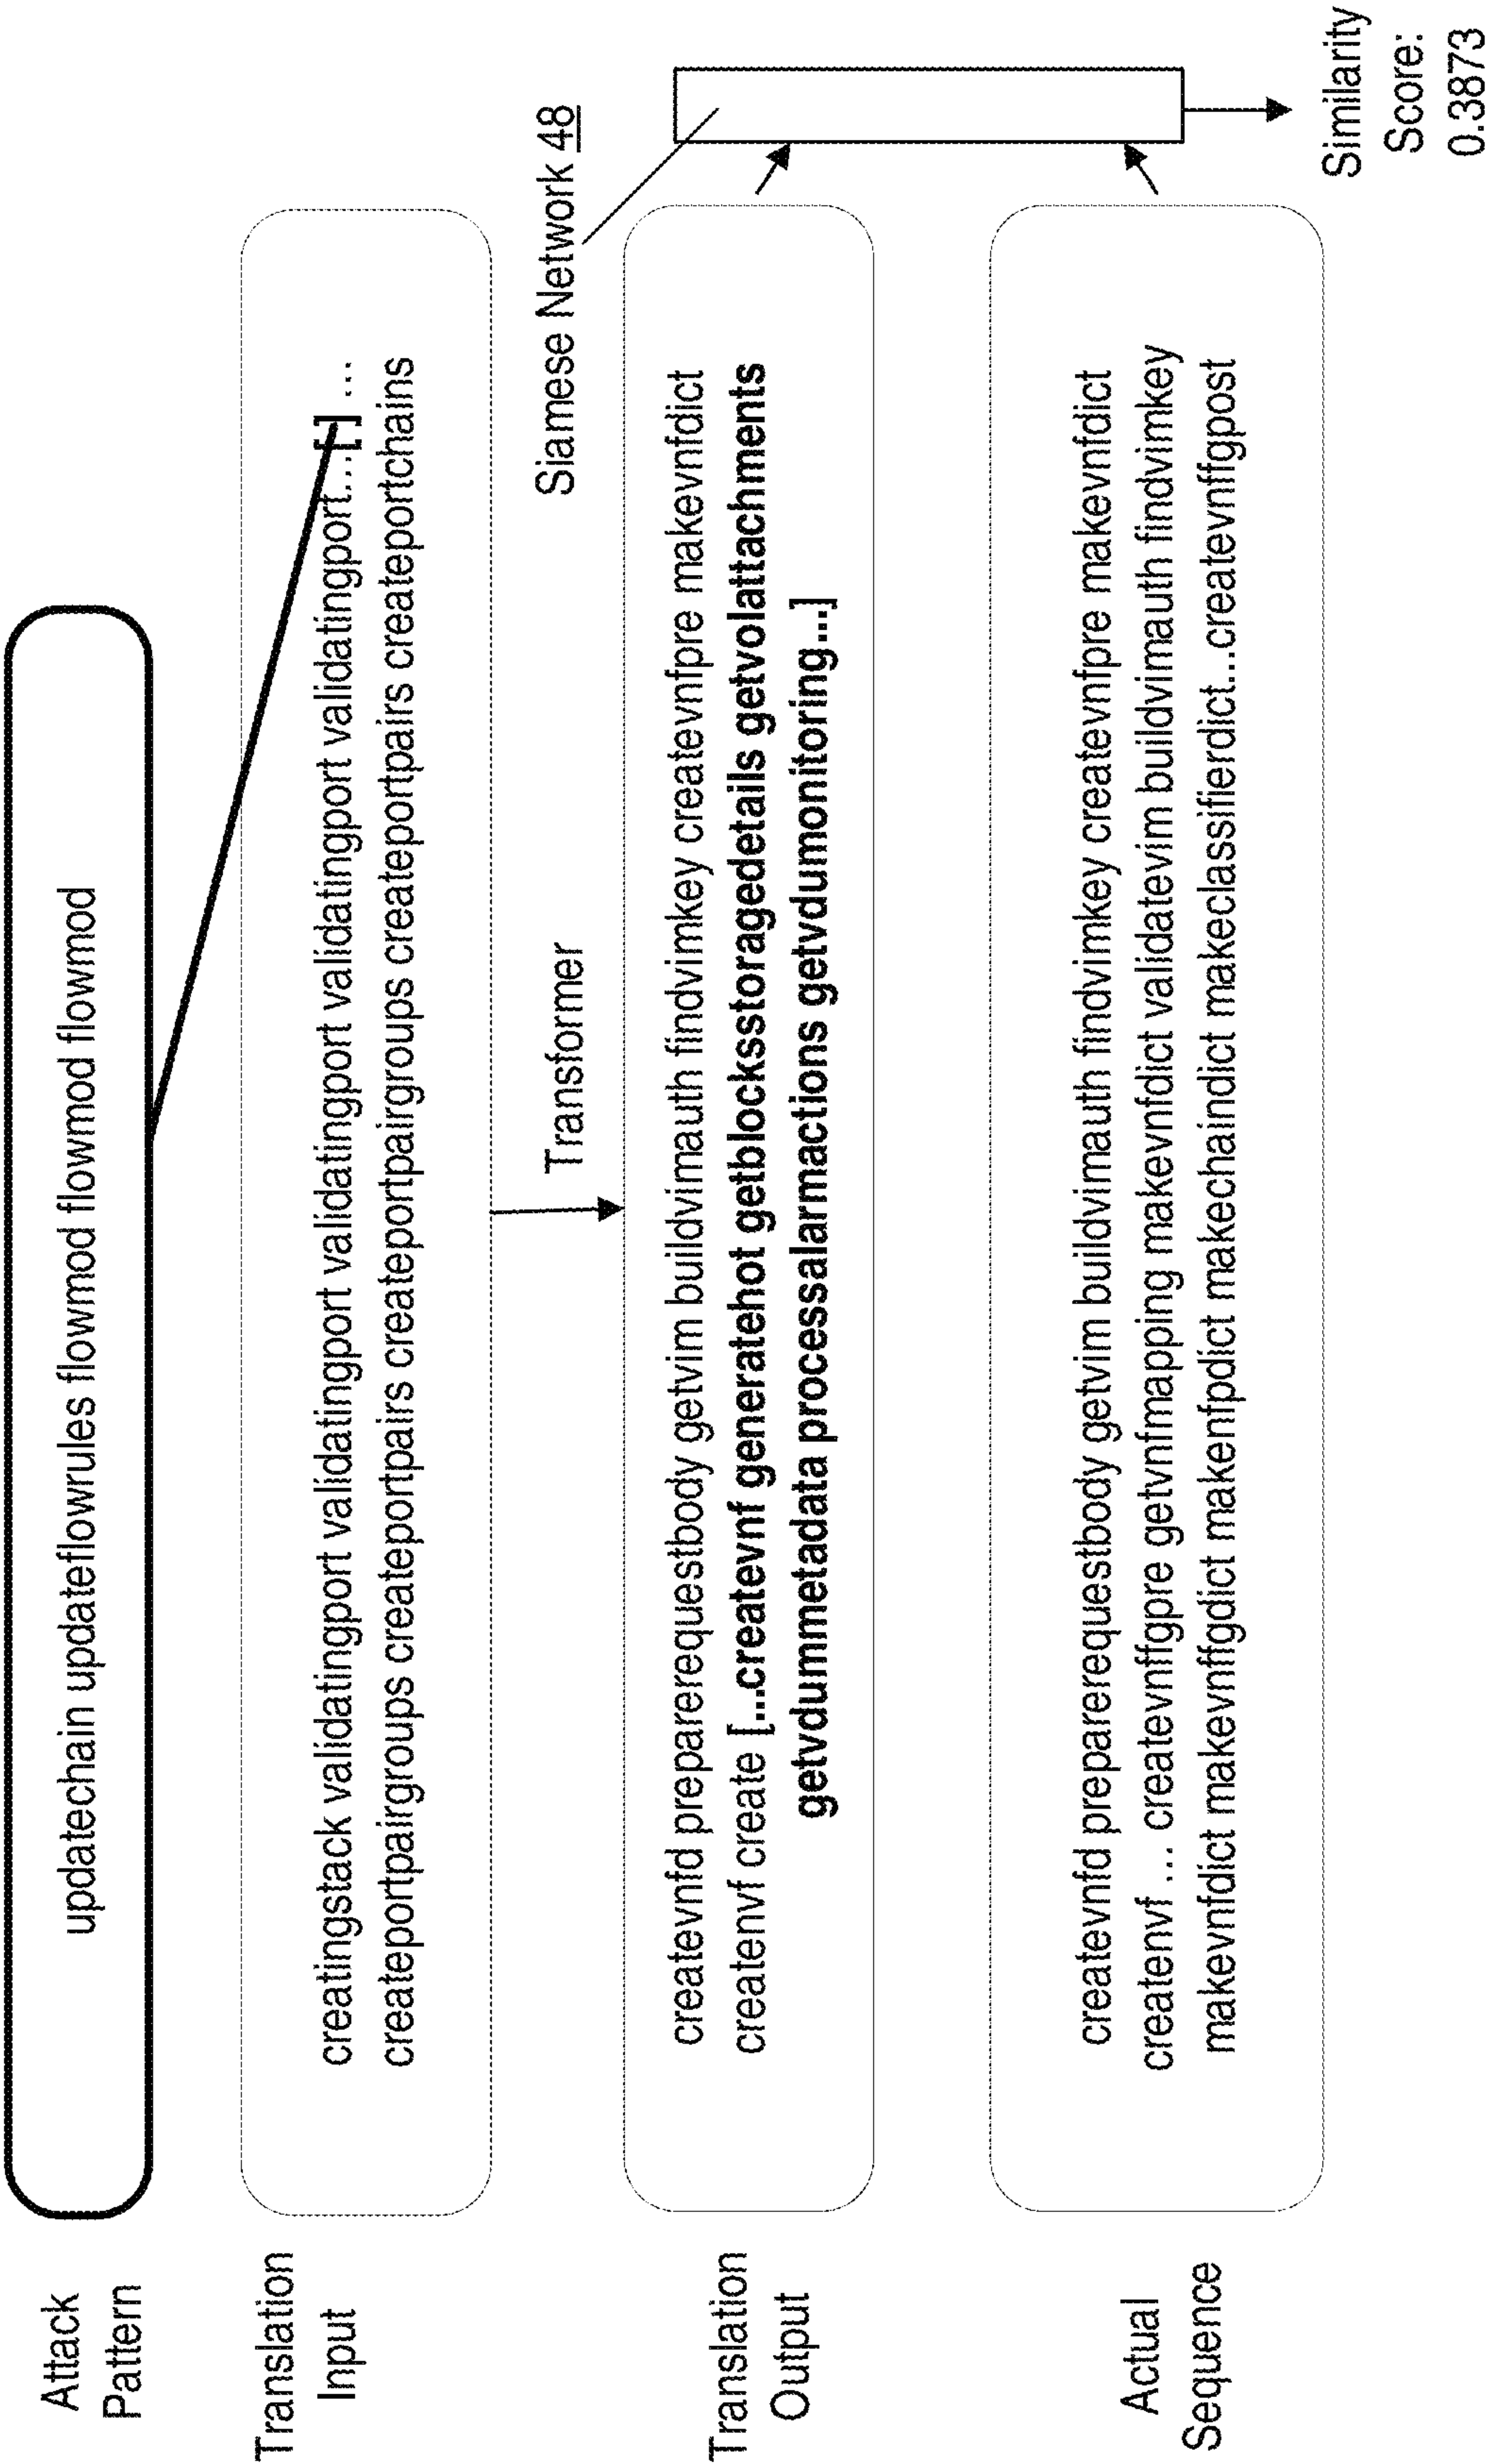 Attack
Pattern
updatechain updateflowrules flowmod flowmod flowmod
Translation
Input
creatingstack validatingport validatingport validatingport validatingport validatingport validatingport...[ ] ...
createportpairgroups createportpairs createportpairgroups createportpairs createportchains
Transformer
Siamese Network 48
Translation
Output
createvnfd preparerequestbody getvim buildvimauth findvimkey createvnfpre makevnfdict
createnvf create [...createvnf generatehot getblocksstoragedetails getvolattachments
getvdummetadata processalarmactions getvdumonitoring...]
Actual
Sequence
createvnfd preparerequestbody getvim buildvimauth findvimkey createvnfpre makevnfdict
createnvf ... createvnffgpre getvnfmapping makevnfdict validatevim buildvimauth findvimkey
makevnfdict makevnffgdict makenfpdict makechaindict makeclassifierdict...createvnffgpost
Similarity
Score:
0.3873